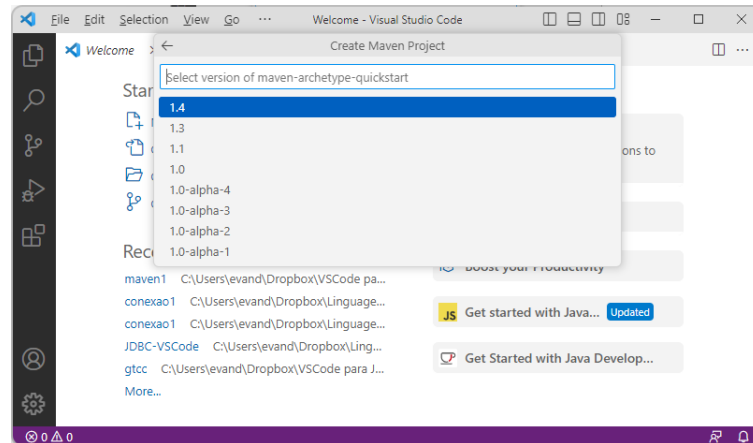 File Edit Selection View Go ··· Welcome - Visual Studio Code
Welcome
Create Maven Project
Select version of maven-archetype-quickstart
1.4
1.3
1.1
1.0
1.0-alpha-4
1.0-alpha-3
1.0-alpha-2
1.0-alpha-1
Star
ons to
Rec
Boost your Productivity
maven1 C:\Users\evand\Dropbox\VSCode pa...
conexao1 C:\Users\evand\Dropbox\Linguage...
conexao1 C:\Users\evand\Dropbox\Linguage...
JDBC-VSCode C:\Users\evand\Dropbox\Ling...
gtcc C:\Users\evand\Dropbox\VSCode para J...
More...
JS Get started with Java... Updated
Get Started with Java Develop...
0 0